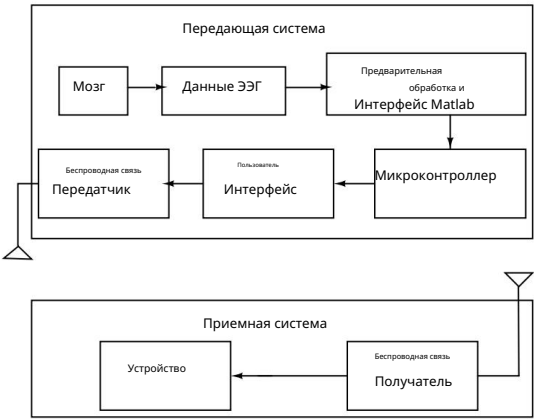 Передающая система
Мозг
Данные ЭЭГ
Предварительная
обработка и
Интерфейс Matlab
Беспроводная связь
Передатчик
Пользователь
Интерфейс
Микроконтроллер
Приемная система
Устройство
Беспроводная связь
Получатель